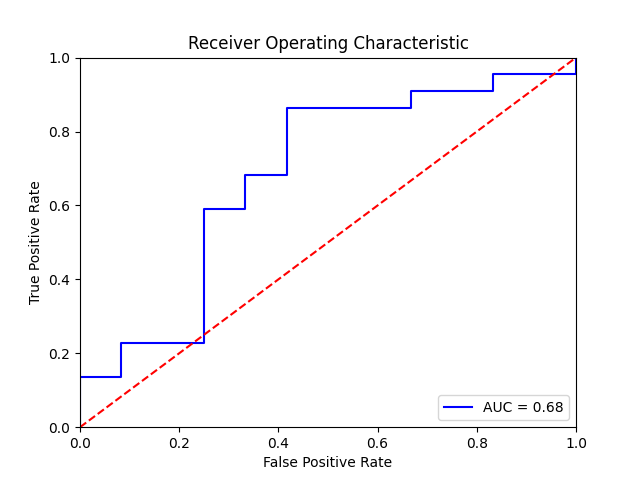 Receiver Operating Characteristic
True Positive Rate
1.0
0.8
0.6
0.4
0.2
0.0
AUC = 0.68
0.0 0.2 0.4 0.6 0.8 1.0
False Positive Rate